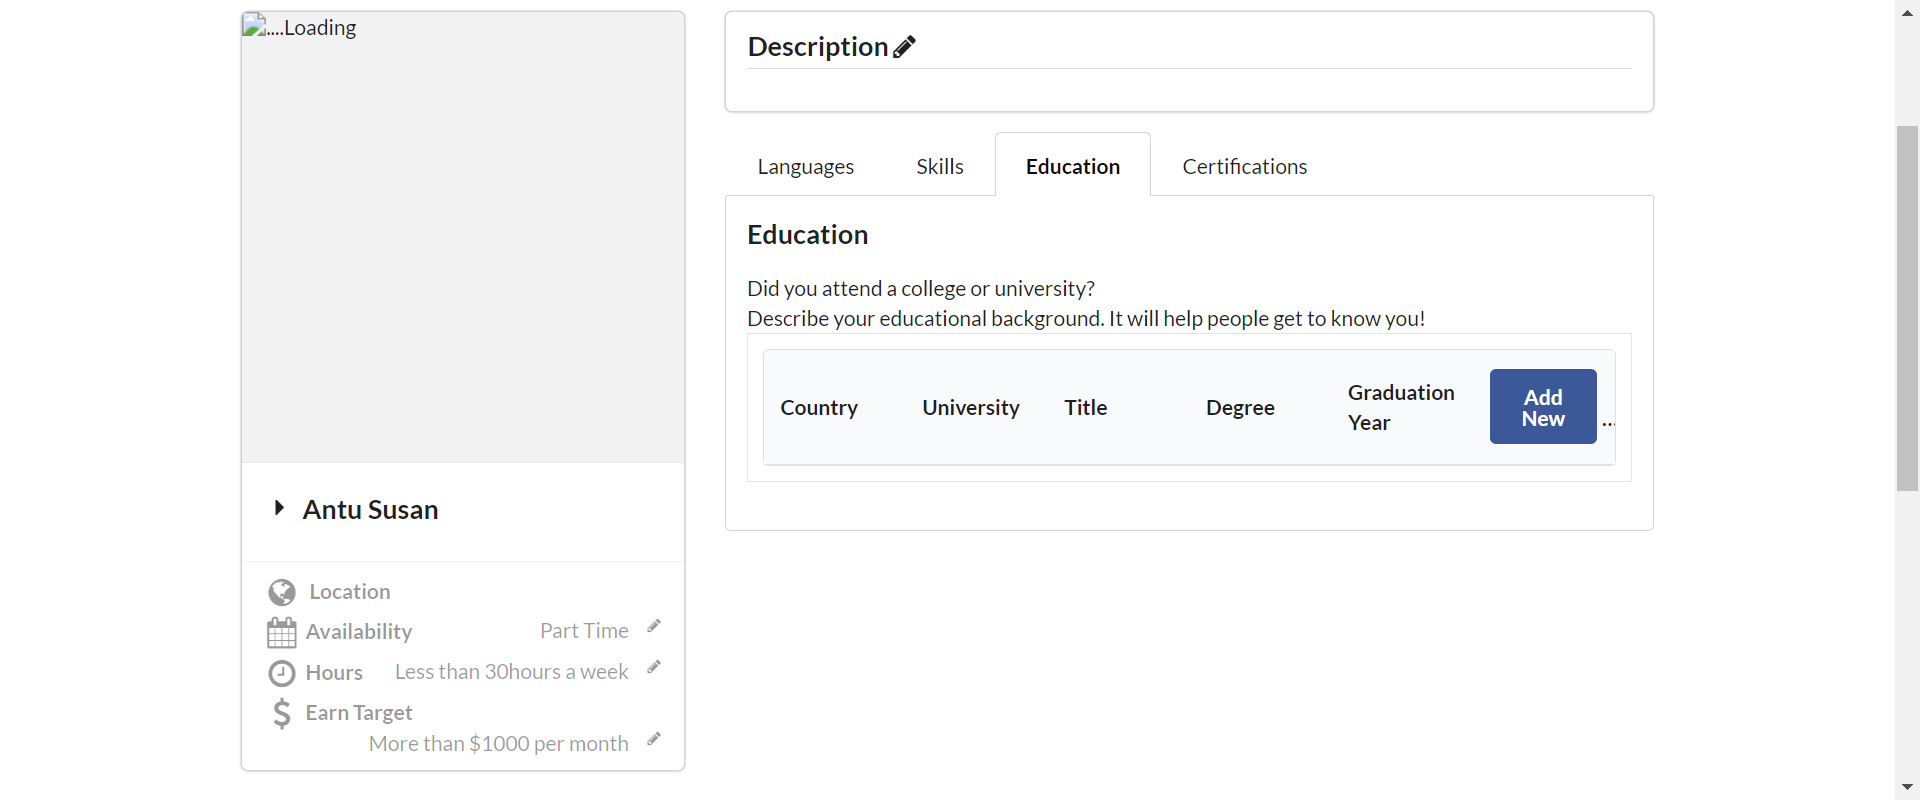 ....Loading
Antu Susan
Location
Availability Part Time
Hours Less than 30hours a week
Earn Target
More than $1000 per month
Description
Languages Skills Education Certifications
Education
Did you attend a college or university?
Describe your educational background. It will help people get to know you!
Country University Title Degree Graduation Year Add New ...